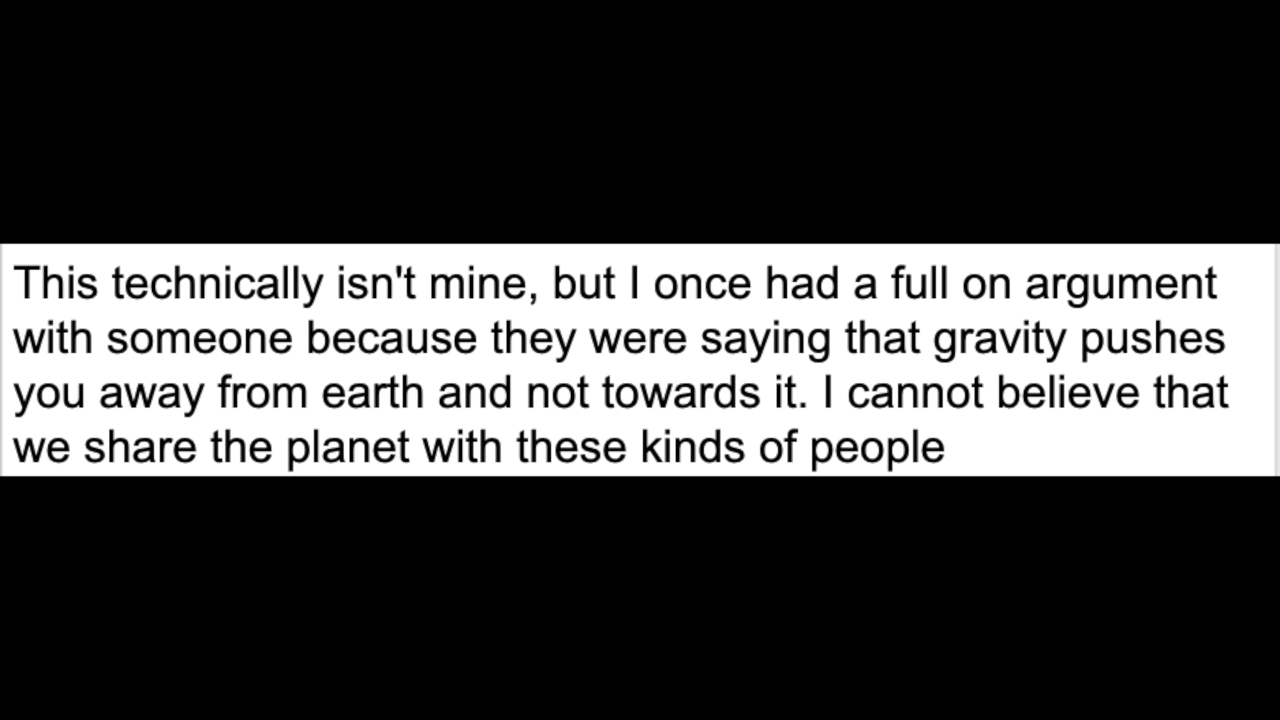 This technically isn't mine, but I once had a full on argument
with someone because they were saying that gravity pushes
you away from earth and not towards it. I cannot believe that
we share the planet with these kinds of people